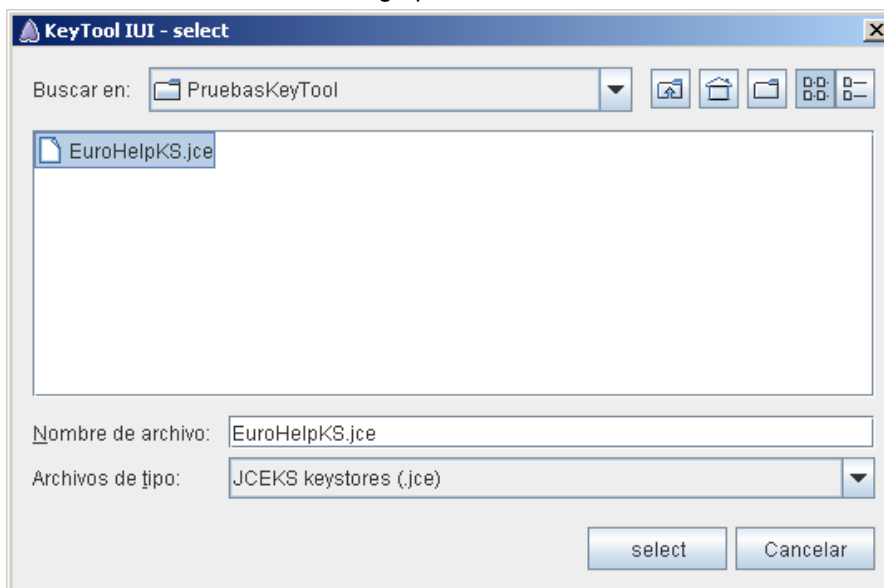 KeyTool IUI - select
Buscar en: PruebasKeyTool
EuroHelpKS.jce
Nombre de archivo: EuroHelpKS.jce
Archivos de tipo: JCEKS keystores (.jce)
select Cancelar